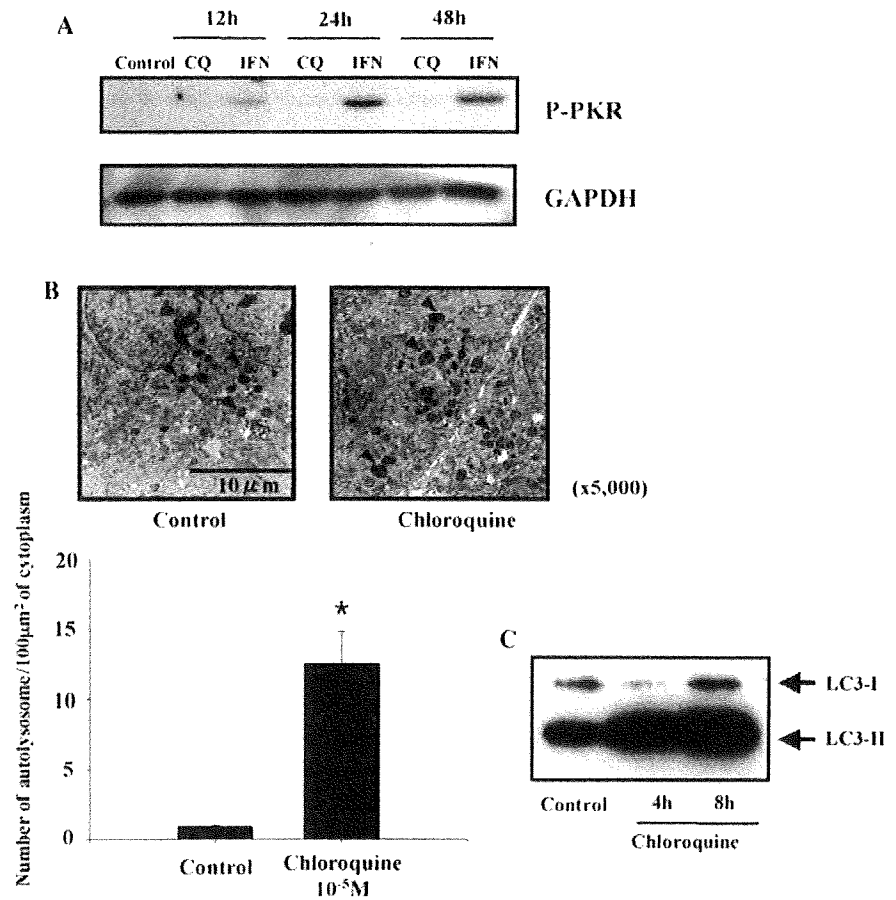 A
12h 24h 48h
Control CQ IFN CQ IFN CQ IFN
P-PKR
GAPDH
B
10 μm
(x5,000)
Control Chloroquine
Number of autolysosome/100μm² of cytoplasm
20
15
10
5
0
*
Control Chloroquine
10⁻⁵M
C
LC3-I
LC3-II
Control 4h 8h
Chloroquine